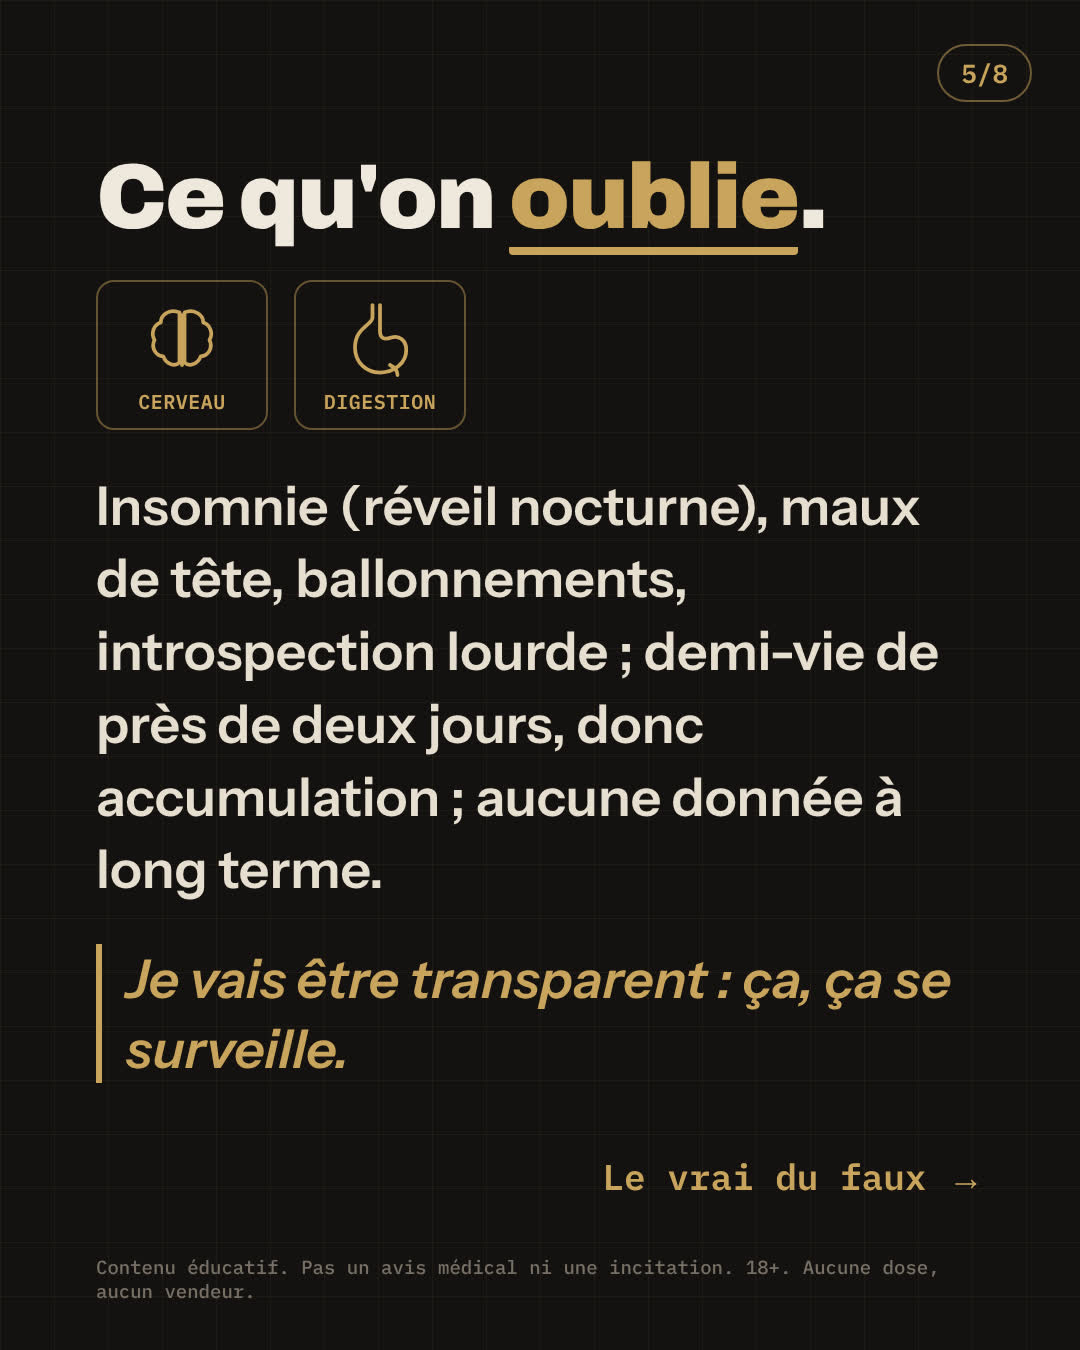 5/8
Ce qu'on oublie.
CERVEAU
DIGESTION
Insomnie (réveil nocturne), maux
de tête, ballonnements,
introspection lourde ; demi-vie de
près de deux jours, donc
accumulation ; aucune donnée à
long terme.
Je vais être transparent : ça, ça se
surveille.
Le vrai du faux →
Contenu éducatif. Pas un avis médical ni une incitation. 18+. Aucune dose,
aucun vendeur.